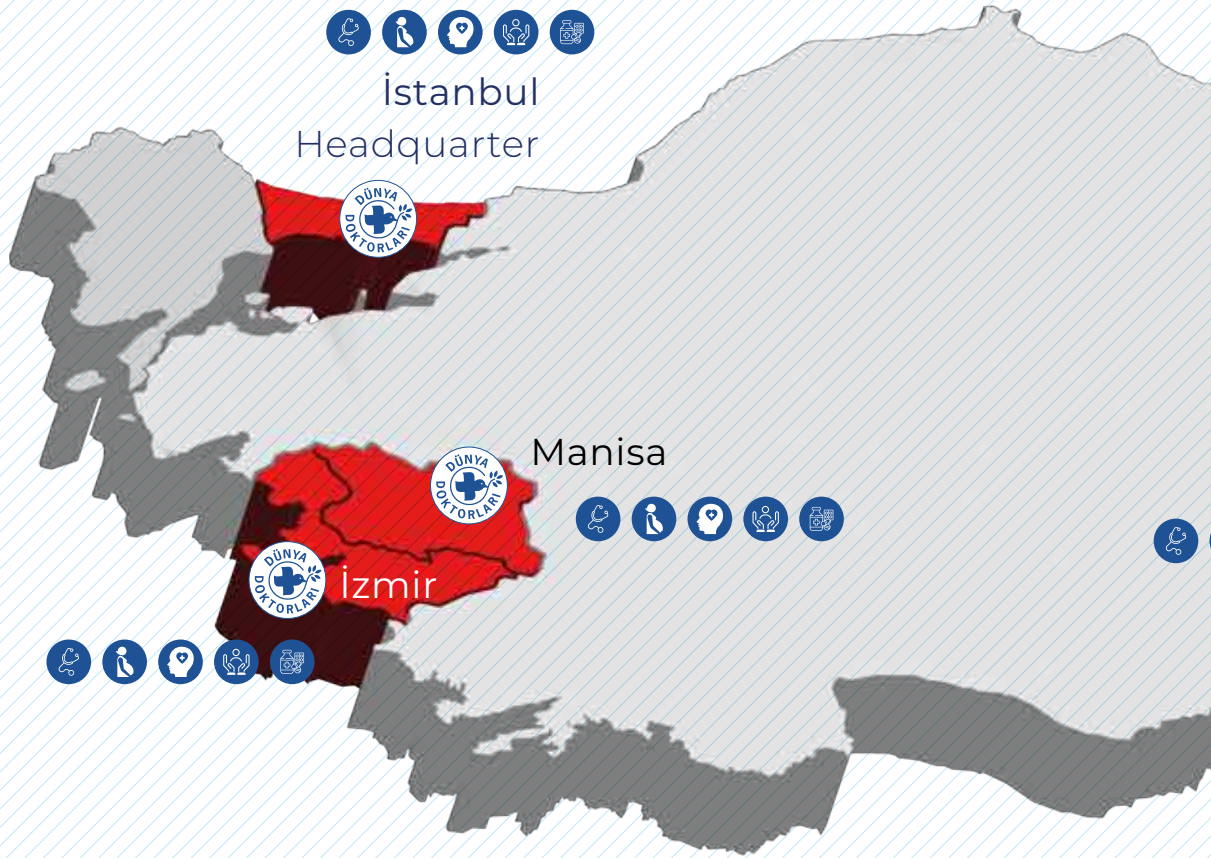 İstanbul
Headquarter
DÜNYA
DOKTORLARI
Manisa
DÜNYA
DOKTORLARI
DÜNYA
DOKTORLARI
İzmir